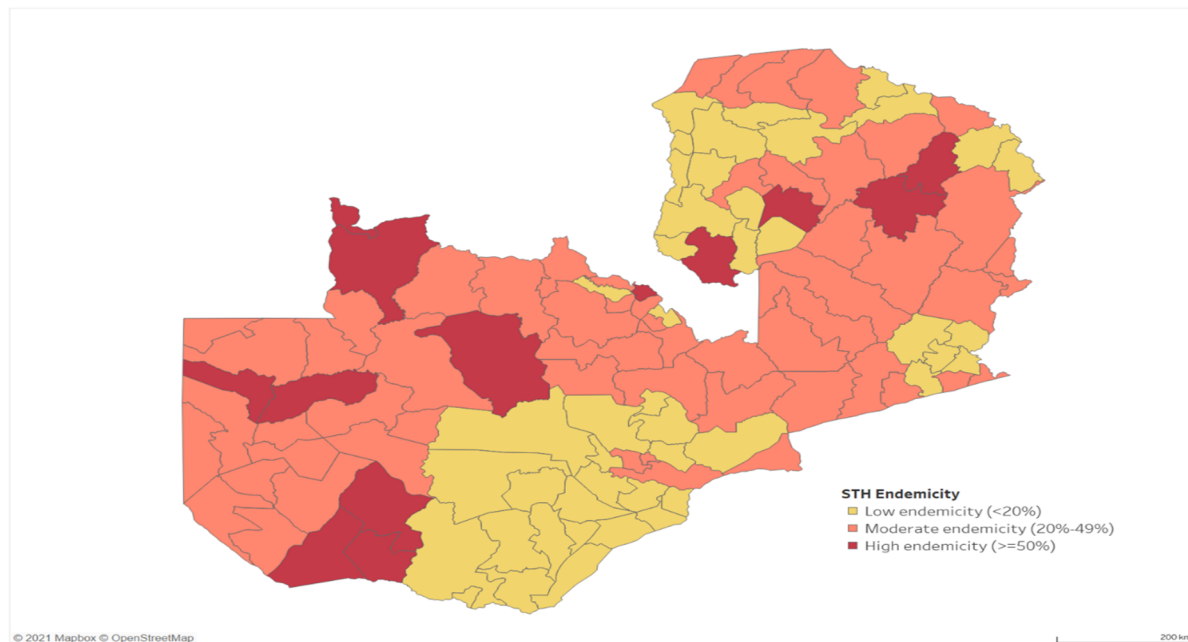 STH Endemicity
Low endemicity (<20%)
Moderate endemicity (20%-49%)
High endemicity (>=50%)
© 2021 Mapbox © OpenStreetMap
200 km